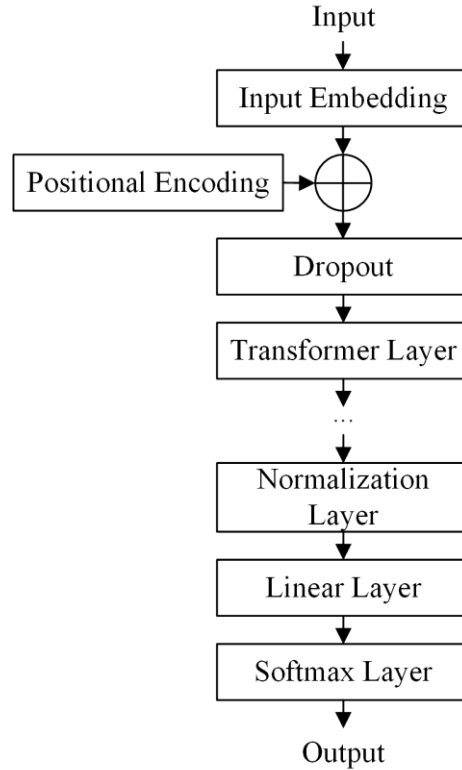 Input
Input Embedding
Positional Encoding
Dropout
Transformer Layer
...
Normalization
Layer
Linear Layer
Softmax Layer
Output